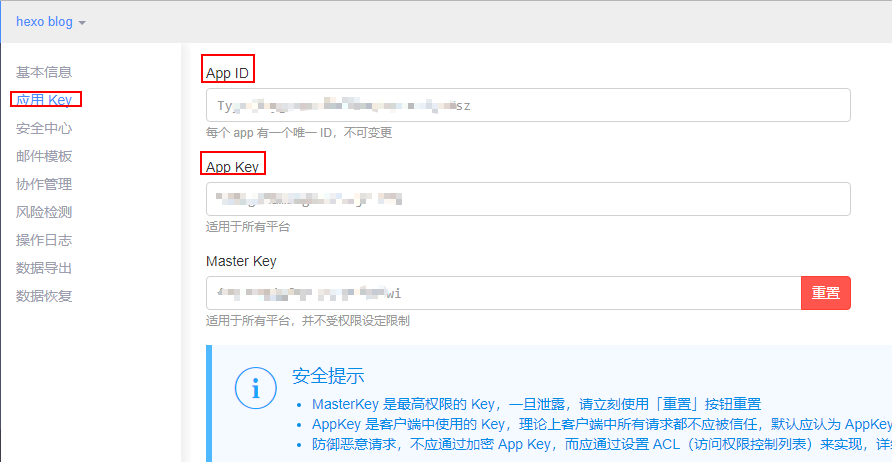 hexo blog
基本信息
应用 Key
安全中心
邮件模板
协作管理
风险检测
操作日志
数据导出
数据恢复
App ID
每个 app 有一个唯一 ID，不可变更
App Key
适用于所有平台
Master Key
重置
适用于所有平台，并不受权限设定限制
安全提示
MasterKey 是最高权限的 Key，一旦泄露，请立刻使用「重置」按钮重置
AppKey 是客户端中使用的 Key，理论上客户端中所有请求都不应被信任，默认应认为 AppKey
防御恶意请求，不应通过加密 App Key，而应通过设置 ACL（访问权限控制列表）来实现，详